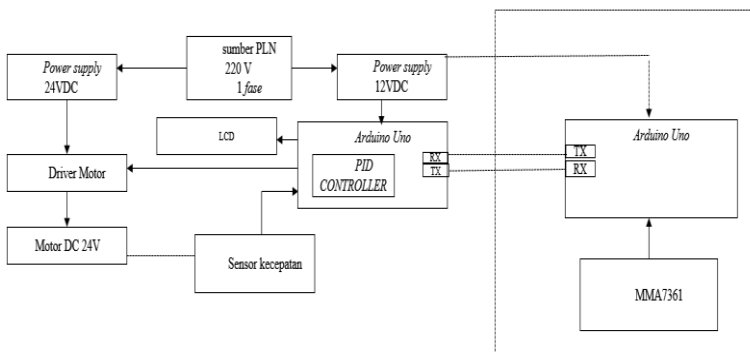 sumber PLN
220 V
1 fase
Power supply
24VDC
Power supply
12VDC
LCD
Arduino Uno
PID
CONTROLLER
RX
TX
Arduino Uno
TX
RX
Driver Motor
Motor DC 24V
Sensor kecepatan
MMA7361